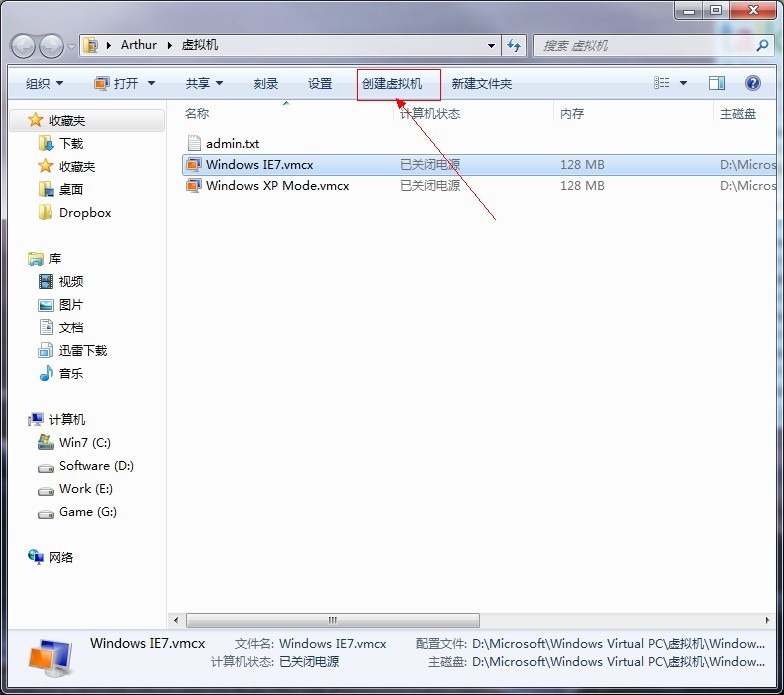 Arthur 虚拟机 搜索 虚拟机
组织 打开 共享 刻录 设置 创建虚拟机 新建文件夹
名称 计算机状态 内存 主磁盘
收藏夹
下载
收藏夹
桌面
Dropbox
库
视频
图片
文档
迅雷下载
音乐
计算机
Win7 (C:)
Software (D:)
Work (E:)
Game (G:)
网络
admin.txt
Windows IE7.vmcx 已关闭电源 128 MB D:\Micros
Windows XP Mode.vmcx 已关闭电源 128 MB D:\Micros
Windows IE7.vmcx 文件名: Windows IE7.vmcx 配置文件: D:\Microsoft\Windows Virtual PC\虚拟机\Window...
计算机状态: 已关闭电源 主磁盘: D:\Microsoft\Windows Virtual PC\虚拟机\Window...